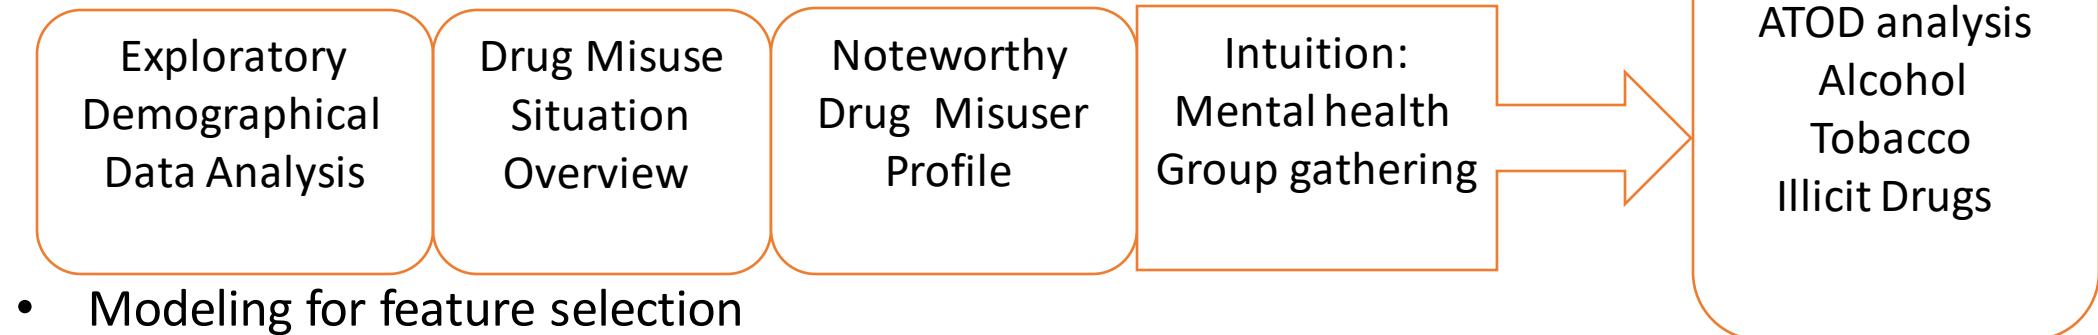 Exploratory
Demographical
Data Analysis
Drug Misuse
Situation
Overview
Noteworthy
Drug Misuser
Profile
Intuition:
Mental health
Group gathering
ATOD analysis
Alcohol
Tobacco
Illicit Drugs
• Modeling for feature selection